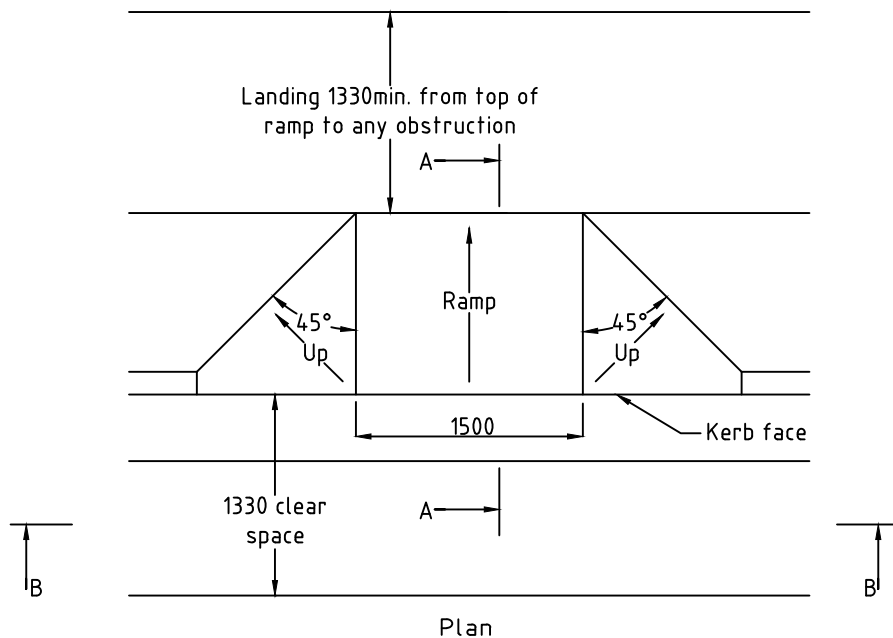 Landing 1330min. from top of
ramp to any obstruction
A
Ramp
45°
Up
45°
Up
1500
Kerb face
1330 clear
space
A
B
B
Plan